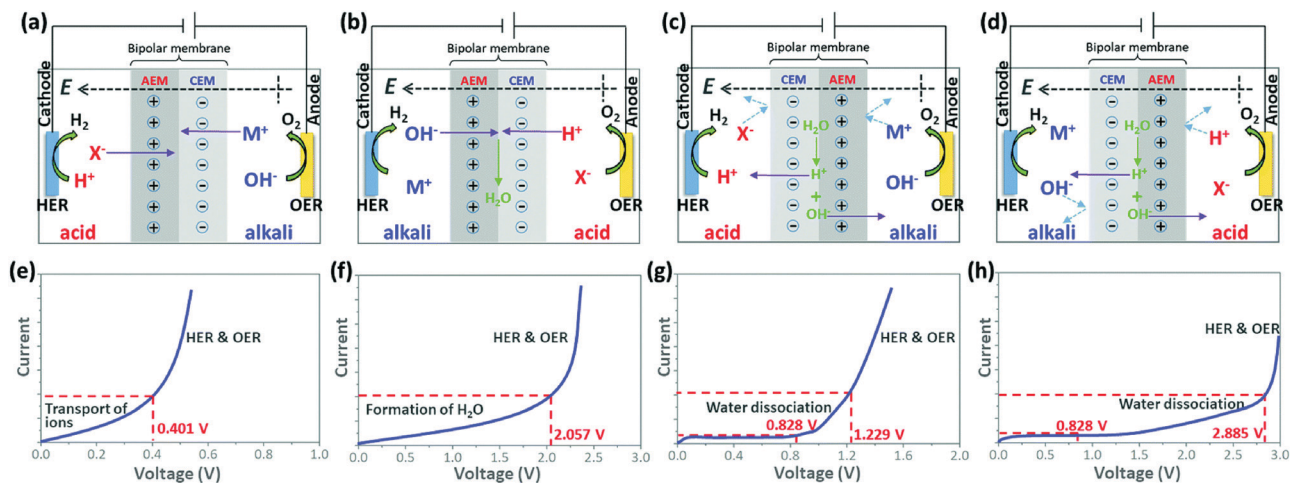 (a)
Bipolar membrane
AEM
CEM
E
Cathode
Anode
H₂
O₂
M⁺
X⁻
H⁺
OH⁻
HER
OER
acid
alkali
(b)
Bipolar membrane
AEM
CEM
E
Cathode
Anode
H₂
O₂
OH⁻
H⁺
M⁺
X⁻
H₂O
HER
OER
alkali
acid
(c)
Bipolar membrane
CEM
AEM
E
Cathode
Anode
H₂
O₂
H₂O
X⁻
M⁺
H⁺
H⁺
+
OH⁻
OH⁻
HER
OER
acid
alkali
(d)
Bipolar membrane
CEM
AEM
E
Cathode
Anode
H₂
O₂
H₂O
M⁺
H⁺
OH⁻
H⁺
+
OH⁻
X⁻
HER
OER
alkali
acid
(e)
Current
HER & OER
Transport of
ions
0.401 V
0.0 0.2 0.4 0.6 0.8 1.0
Voltage (V)
(f)
Current
HER & OER
Formation of H₂O
2.057 V
0.0 0.5 1.0 1.5 2.0 2.5 3.0
Voltage (V)
(g)
Current
HER & OER
Water dissociation
0.828 V
1.229 V
0.0 0.4 0.8 1.2 1.6 2.0
Voltage (V)
(h)
Current
HER & OER
Water dissociation
0.828 V
2.885 V
0.0 0.5 1.0 1.5 2.0 2.5 3.0
Voltage (V)